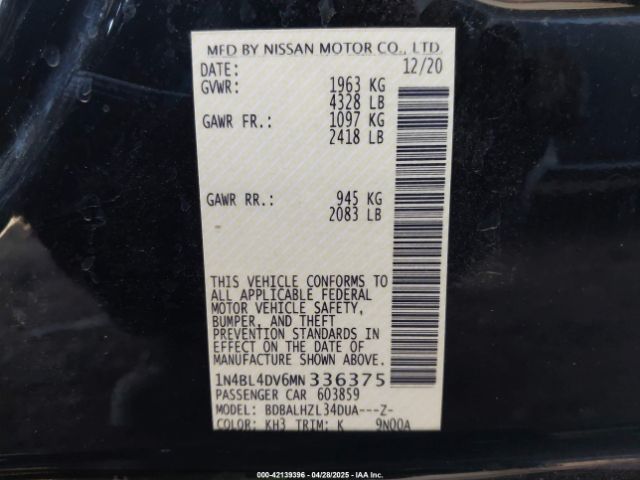 MFD BY NISSAN MOTOR CO., LTD.
DATE: 12/20
GVWR: 1963 KG
4328 LB
GAWR FR.: 1097 KG
2418 LB
GAWR RR.: 945 KG
2083 LB
THIS VEHICLE CONFORMS TO
ALL APPLICABLE FEDERAL
MOTOR VEHICLE SAFETY,
BUMPER, AND THEFT
PREVENTION STANDARDS IN
EFFECT ON THE DATE OF
MANUFACTURE SHOWN ABOVE.
1N4BL4DV6MN336375
PASSENGER CAR 603859
MODEL: BDBALHZL34DUA---Z-
COLOR: KH3 TRIM: K 9N00A
000-42139396 - 04/28/2025 - IAA Inc.